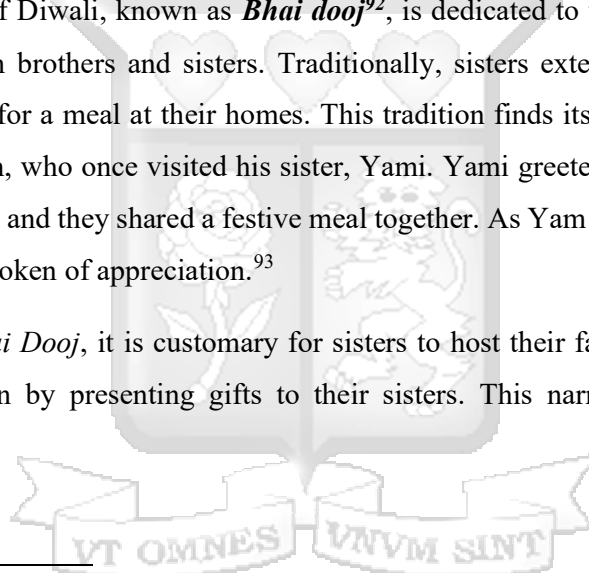 f Diwali, known as Bhai dooj92, is dedicated to
n brothers and sisters. Traditionally, sisters exte
for a meal at their homes. This tradition finds its
n, who once visited his sister, Yami. Yami greete
and they shared a festive meal together. As Yam
oken of appreciation.93
ai Dooj, it is customary for sisters to host their fa
n by presenting gifts to their sisters. This narr
VT OMNES VNVM SINT